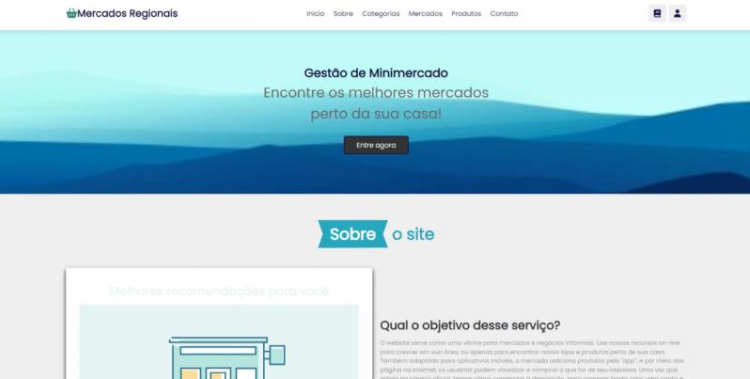 Mercados Regionais
Inicio Sobre Categorias Mercados Produtos Contato
Gestão de Minimercado
Encontre os melhores mercados
perto da sua casa!
Entre agora
Sobre o site
Melhores recomendações para você
Qual o objetivo desse serviço?
O website serve como uma vitrine para mercados e negócios informais. Use nossos recursos on-line
para crescer em sua área, ou apenas para encontrar novas lojas e produtos perto de sua casa.
Também adaptado para aplicativos móveis, o mercado adiciona produtos pelo "app", e por meio das
página na internet, os usuários podem visualizar e comprar o que for de seu interesse. Uma vez que